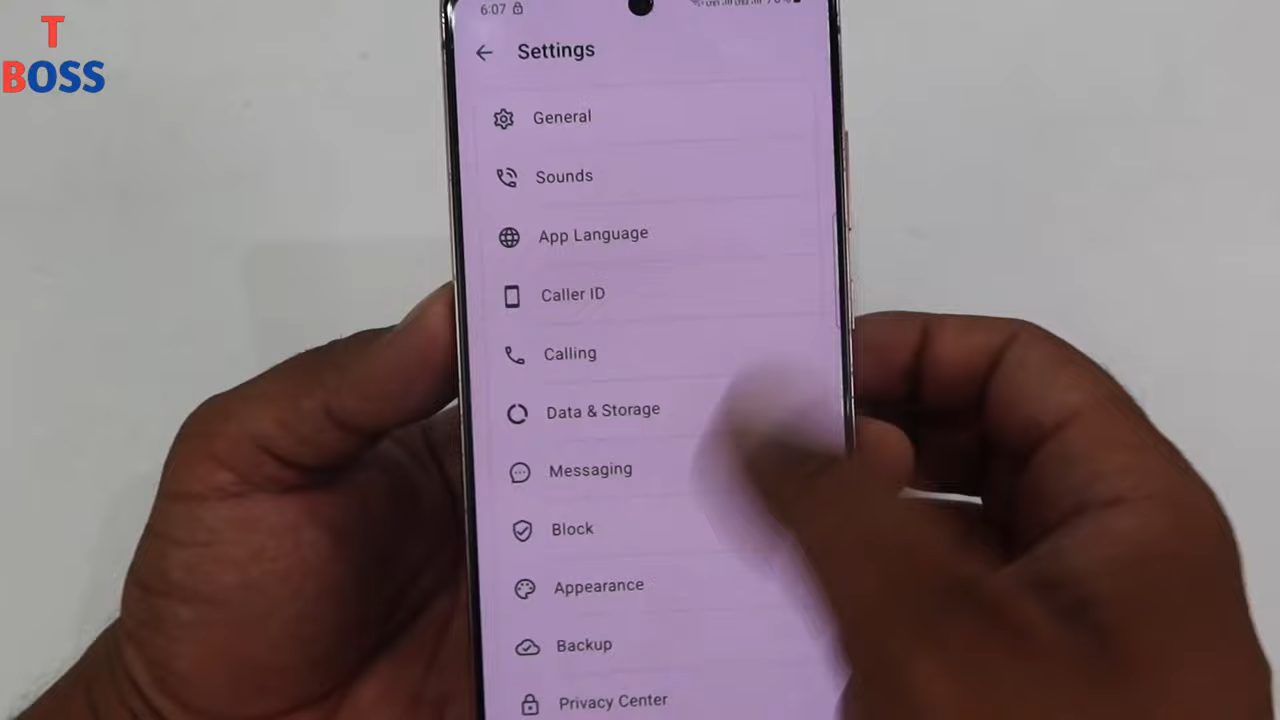 T
BOSS
6:07
Settings
General
Sounds
App Language
Caller ID
Calling
Data & Storage
Messaging
Block
Appearance
Backup
Privacy Center